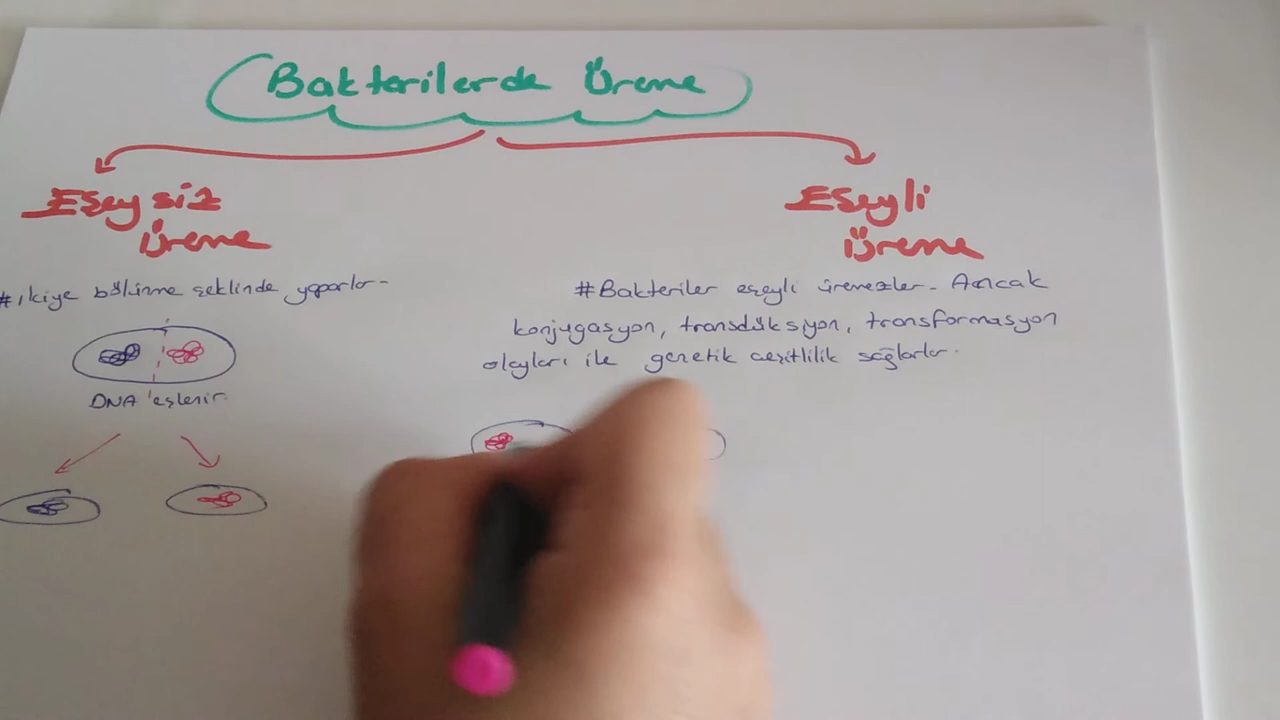 Bakterilerde Üreme
Eşeysiz
Üreme
#ikiye bölünme şeklinde yaparlar.
DNA eşlenir.
Eşeyli
Üreme
#Bakteriler eşeyli üremezler. Ancak
konjugasyon, transdüksiyon, transformasyon
olayları ile genetik çeşitlilik sağlarlar.